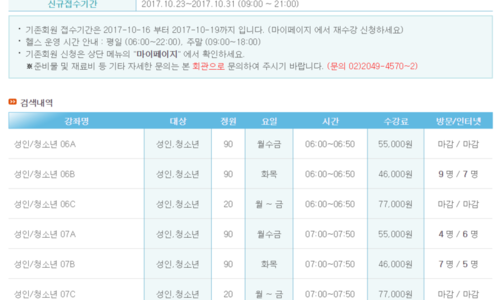 신규접수기간 2017.10.23~2017.10.31 (09:00 ~ 21:00)
• 기존회원 접수기간은 2017-10-16 부터 2017-10-19까지 입니다. (마이페이지 에서 재수강 신청하세요)
• 헬스 운영 시간 안내 : 평일 (06:00~22:00), 주말 (09:00~18:00)
• 기존회원 신청은 상단 메뉴의 "마이페이지" 에서 확인하세요.
※준비물 및 재료비 등 기타 자세한 문의는 본 회관으로 문의하여 주시기 바랍니다. (문의 02)2049-4570~2)
검색내역
강좌명 대상 정원 요일 시간 수강료 방문/인터넷
성인/청소년 06A 성인.청소년 90 월수금 06:00~06:50 55,000원 마감 / 마감
성인/청소년 06B 성인.청소년 90 화목 06:00~06:50 46,000원 9 명 / 7 명
성인/청소년 06C 성인.청소년 20 월 ~ 금 06:00~06:50 77,000원 마감 / 마감
성인/청소년 07A 성인.청소년 90 월수금 07:00~07:50 55,000원 4 명 / 6 명
성인/청소년 07B 성인.청소년 90 화목 07:00~07:50 46,000원 7 명 / 5 명
성인/청소년 07C 성인.청소년 20 월 ~ 금 07:00~07:50 77,000원 마감 / 마감